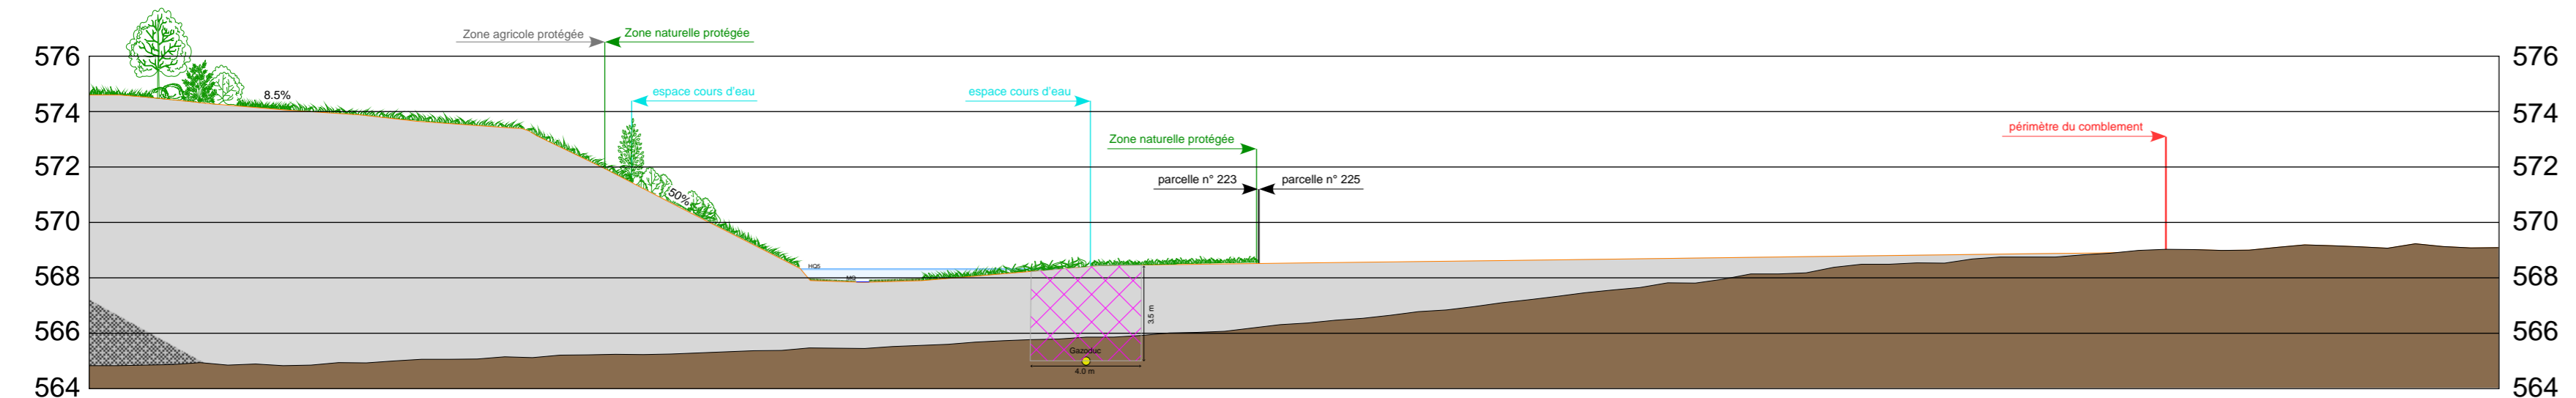 Zone agricole protégée
Zone naturelle protégée
576
576
8.5%
espace cours d'eau
espace cours d'eau
574
574
périmètre du comblement
Zone naturelle protégée
572
572
parcelle n° 223
parcelle n° 225
50%
570
570
HQ5
MQ
568
568
3.5 m
566
566
Gazoduc
4.0 m
564
564